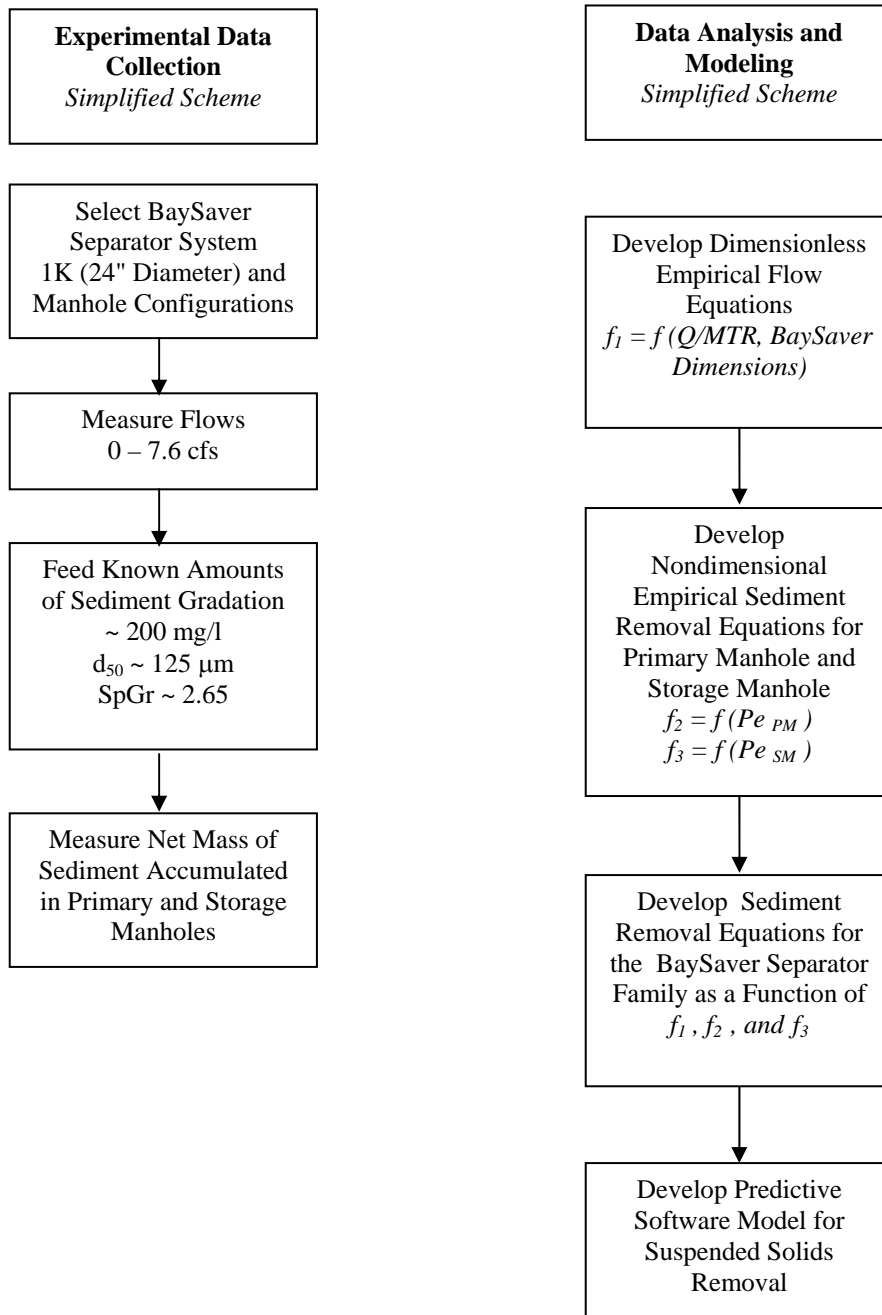 Experimental Data
Collection
Simplified Scheme
Select BaySaver
Separator System
1K (24" Diameter) and
Manhole Configurations
Measure Flows
0 – 7.6 cfs
Feed Known Amounts
of Sediment Gradation
~ 200 mg/l
d50 ~ 125 μm
SpGr ~ 2.65
Measure Net Mass of
Sediment Accumulated
in Primary and Storage
Manholes
Data Analysis and
Modeling
Simplified Scheme
Develop Dimensionless
Empirical Flow
Equations
f1 = f (Q/MTR, BaySaver
Dimensions)
Develop
Nondimensional
Empirical Sediment
Removal Equations for
Primary Manhole and
Storage Manhole
f2 = f (Pe PM )
f3 = f (Pe SM )
Develop Sediment
Removal Equations for
the BaySaver Separator
Family as a Function of
f1 , f2 , and f3
Develop Predictive
Software Model for
Suspended Solids
Removal